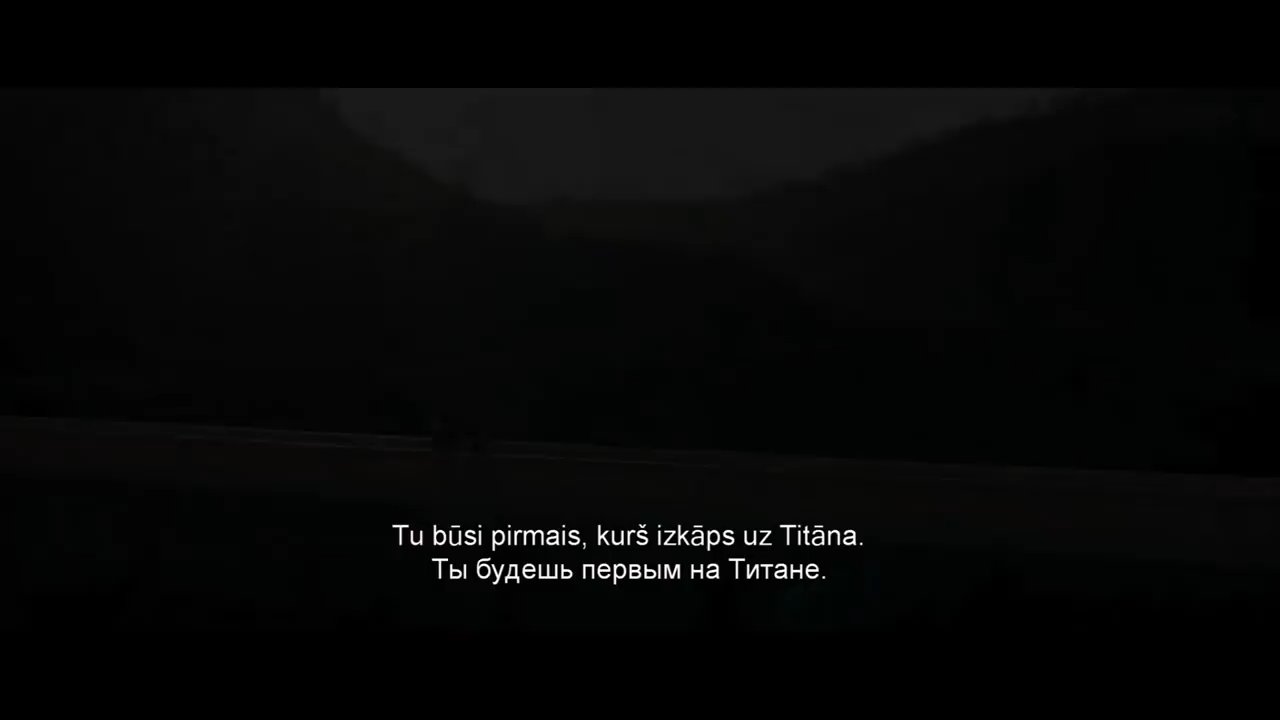 Tu būsi pirmais, kurš izkāps uz Titāna.
Ты будешь первым на Титане.